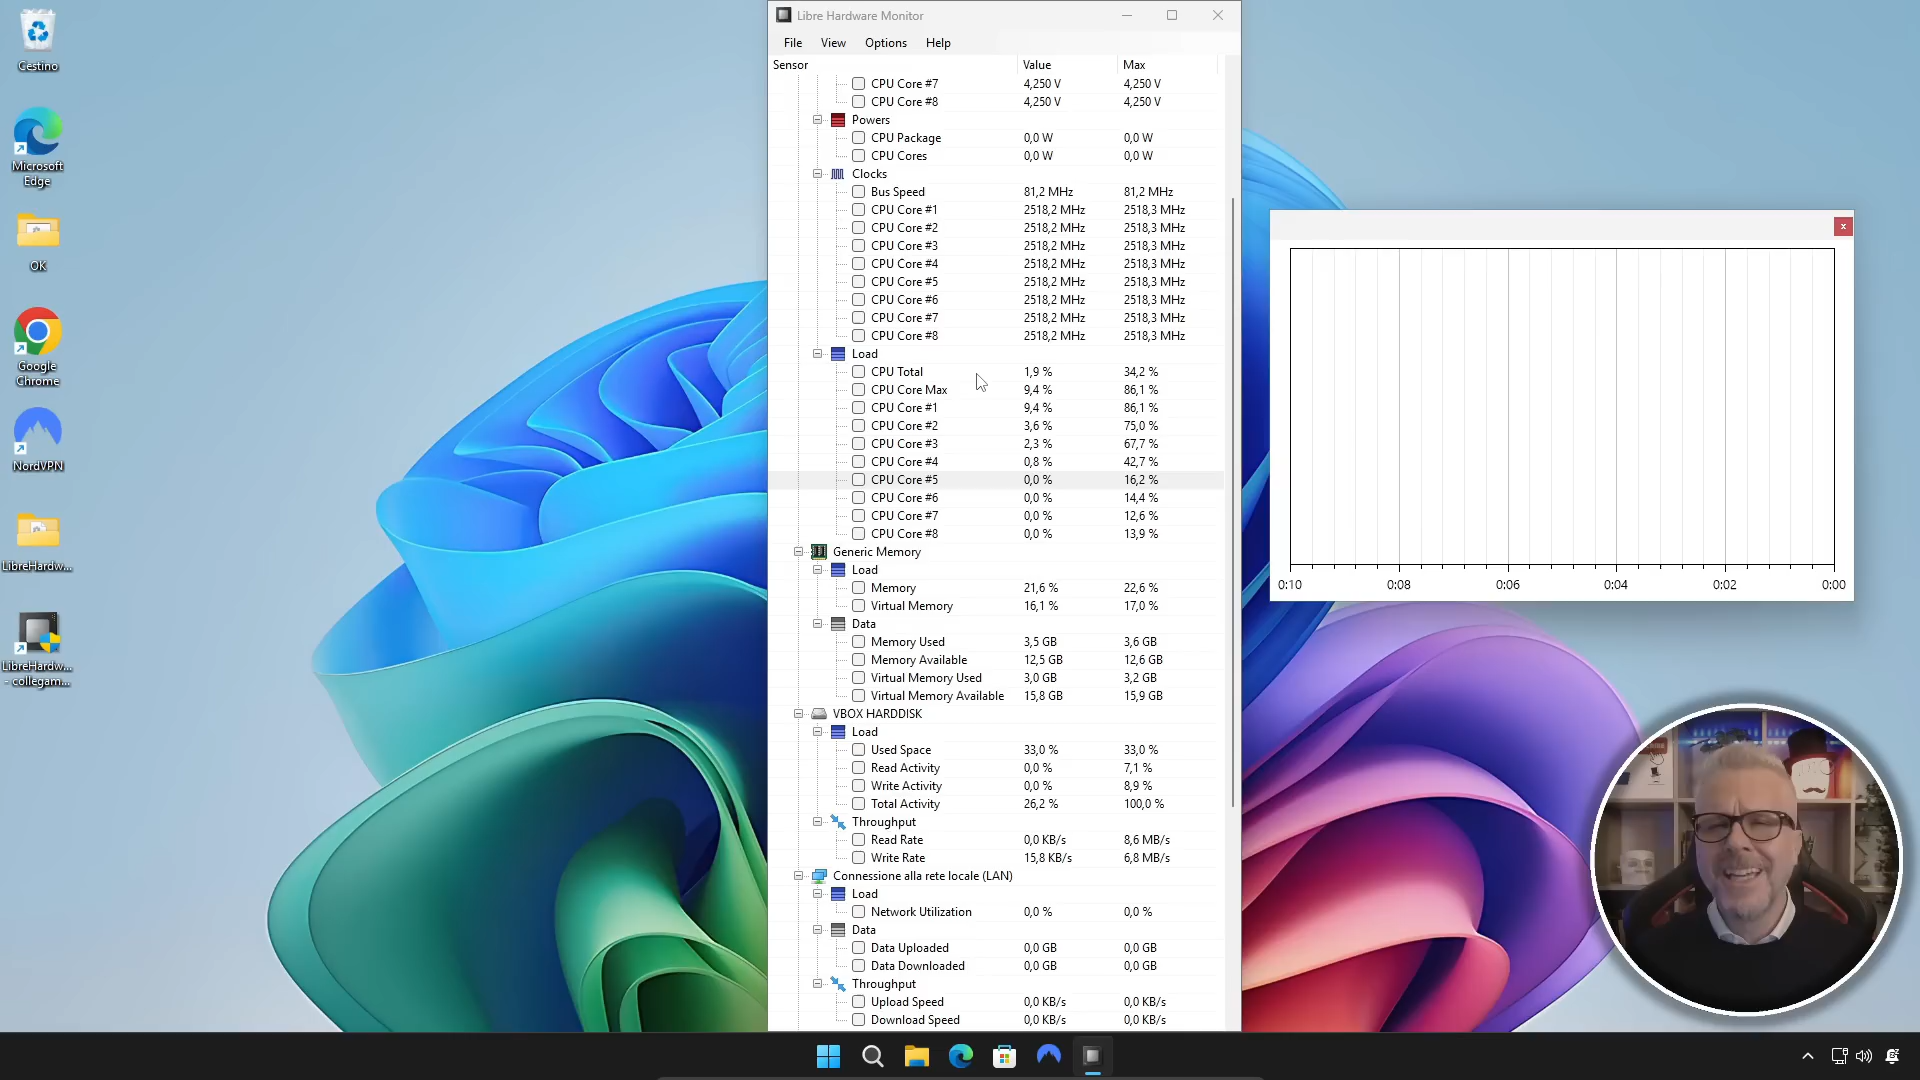 Cestino
Microsoft
Edge
OK
Google
Chrome
NordVPN
LibreHardw...
LibreHardw...
- collegam...
Libre Hardware Monitor
File View Options Help
Sensor Value Max
CPU Core #7 4,250 V 4,250 V
CPU Core #8 4,250 V 4,250 V
Powers
CPU Package 0,0 W 0,0 W
CPU Cores 0,0 W 0,0 W
Clocks
Bus Speed 81,2 MHz 81,2 MHz
CPU Core #1 2518,2 MHz 2518,3 MHz
CPU Core #2 2518,2 MHz 2518,3 MHz
CPU Core #3 2518,2 MHz 2518,3 MHz
CPU Core #4 2518,2 MHz 2518,3 MHz
CPU Core #5 2518,2 MHz 2518,3 MHz
CPU Core #6 2518,2 MHz 2518,3 MHz
CPU Core #7 2518,2 MHz 2518,3 MHz
CPU Core #8 2518,2 MHz 2518,3 MHz
Load
CPU Total 1,9 % 34,2 %
CPU Core Max 9,4 % 86,1 %
CPU Core #1 9,4 % 86,1 %
CPU Core #2 3,6 % 75,0 %
CPU Core #3 2,3 % 67,7 %
CPU Core #4 0,8 % 42,7 %
CPU Core #5 0,0 % 16,2 %
CPU Core #6 0,0 % 14,4 %
CPU Core #7 0,0 % 12,6 %
CPU Core #8 0,0 % 13,9 %
Generic Memory
Load
Memory 21,6 % 22,6 %
Virtual Memory 16,1 % 17,0 %
Data
Memory Used 3,5 GB 3,6 GB
Memory Available 12,5 GB 12,6 GB
Virtual Memory Used 3,0 GB 3,2 GB
Virtual Memory Available 15,8 GB 15,9 GB
VBOX HARDDISK
Load
Used Space 33,0 % 33,0 %
Read Activity 0,0 % 7,1 %
Write Activity 0,0 % 8,9 %
Total Activity 26,2 % 100,0 %
Throughput
Read Rate 0,0 KB/s 8,6 MB/s
Write Rate 15,8 KB/s 6,8 MB/s
Connessione alla rete locale (LAN)
Load
Network Utilization 0,0 % 0,0 %
Data
Data Uploaded 0,0 GB 0,0 GB
Data Downloaded 0,0 GB 0,0 GB
Throughput
Upload Speed 0,0 KB/s 0,0 KB/s
Download Speed 0,0 KB/s 0,0 KB/s
0:10 0:08 0:06 0:04 0:02 0:00